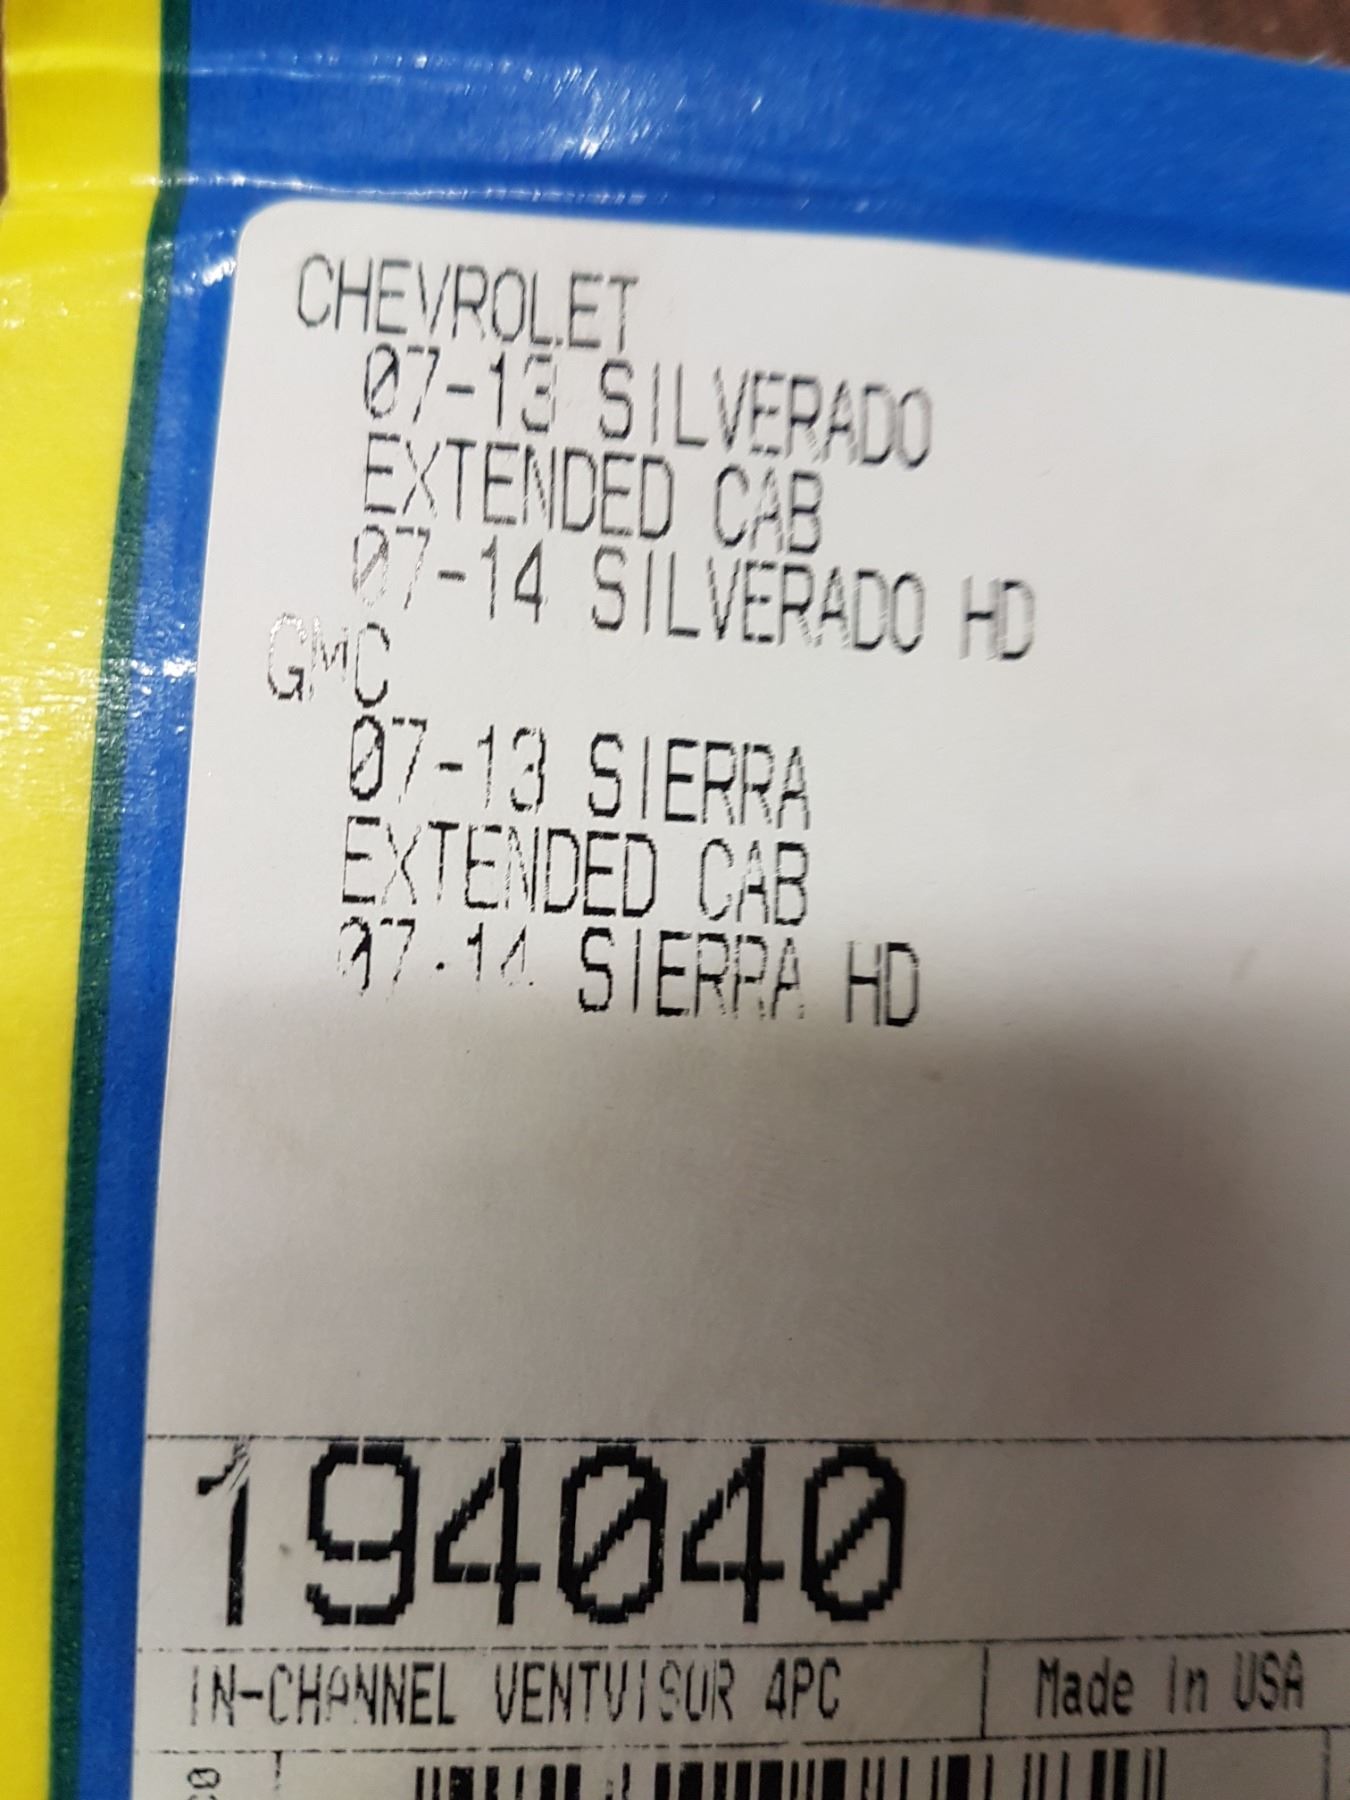 CHEVROLET
07-13 SILVERADO
EXTENDED CAB
07-14 SILVERADO HD
GMC
07-13 SIERRA
EXTENDED CAB
07-14 SIERRA HD
194040
IN-CHANNEL VENTVISOR 4PC
Made In USA